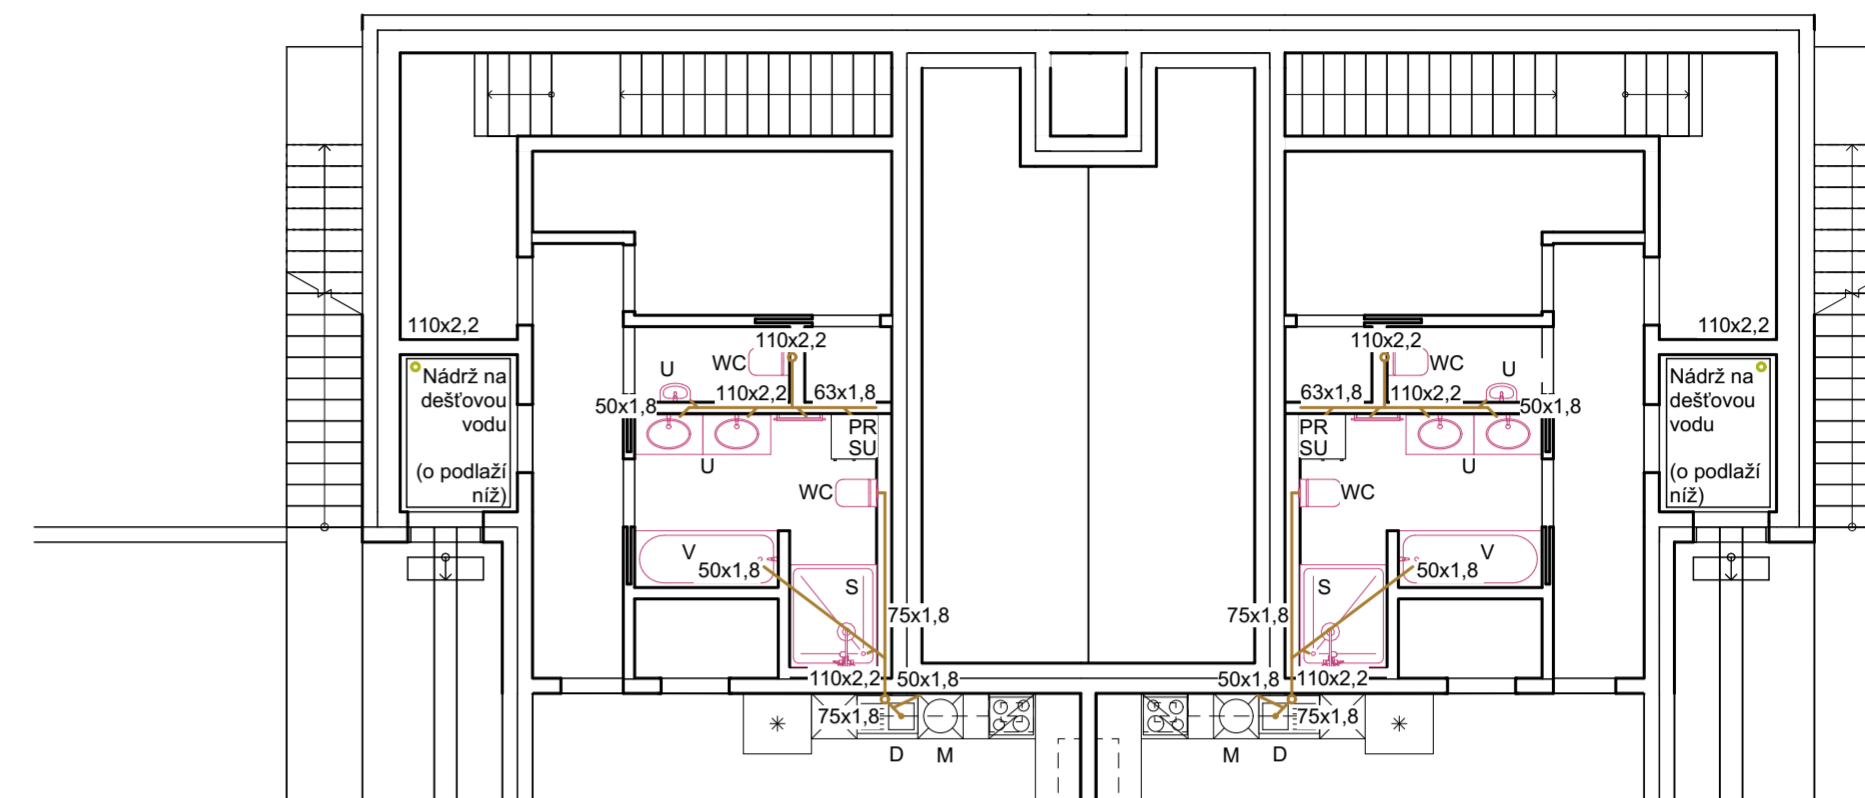 110x2,2
110x2,2
110x2,2
110x2,2
WC
WC
U
U
Nádrž na
dešťovou
vodu
(o podlaží
níž)
Nádrž na
dešťovou
vodu
(o podlaží
níž)
110x2,2
63x1,8
63x1,8
110x2,2
50x1,8
50x1,8
PR
SU
PR
SU
U
U
WC
WC
V
50x1,8
V
50x1,8
S
S
75x1,8
75x1,8
110x2,2
50x1,8
50x1,8
110x2,2
75x1,8
75x1,8
D
M
M
D